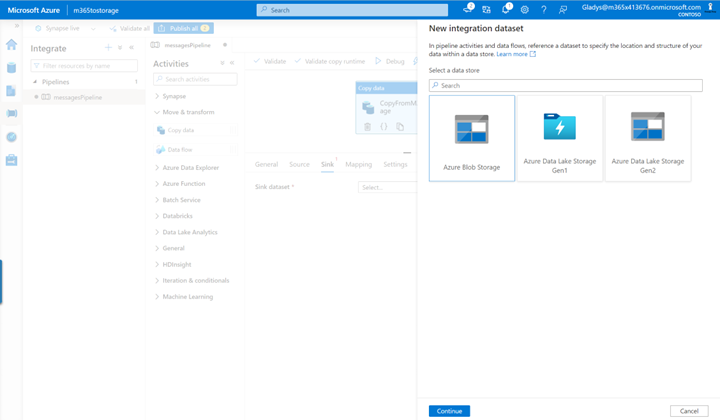 Microsoft Azure
m365tostorage
Search
Gladys@m365x413676.onmicrosoft.com
CONTOSO
Synapse live
Validate all
Publish all
2
Integrate
Filter resources by name
Pipelines
1
messagesPipeline
messagesPipeline
Activities
Search activities
Synapse
Move & transform
Copy data
Data flow
Azure Data Explorer
Azure Function
Batch Service
Databricks
Data Lake Analytics
General
HDInsight
Iteration & conditionals
Machine Learning
Validate
Validate copy runtime
Debug
Copy data
CopyFromM
age
General
Source
Sink
1
Mapping
Settings
Sink dataset *
Select...
New integration dataset
In pipeline activities and data flows, reference a dataset to specify the location and structure of your
data within a data store. Learn more
Select a data store
Search
Azure Blob Storage
Azure Data Lake Storage
Gen1
Azure Data Lake Storage
Gen2
Continue
Cancel